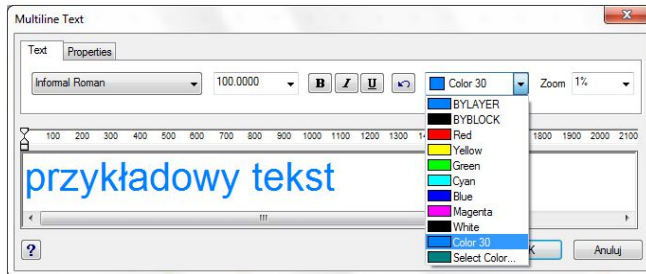 Multiline Text
Text Properties
Informal Roman 100.0000 B I U Color 30 Zoom 1%
BYLAYER
BYBLOCK
Red
Yellow
Green
Cyan
Blue
Magenta
White
Color 30
Select Color...
100 200 300 400 500 600 700 800 900 1000 1100 1200 1300 1800 1900 2000 2100
przykładowy tekst
? K Anuluj